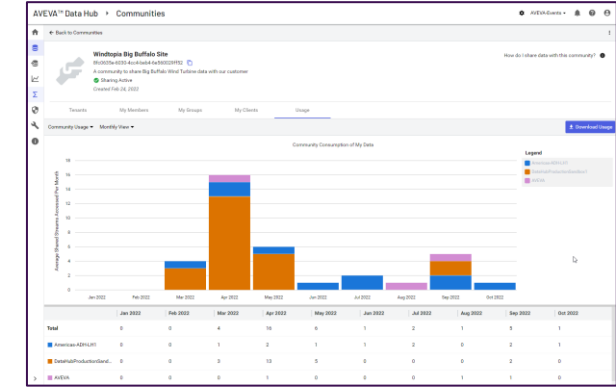 AVEVA™ Data Hub › Communities
AVEVA-Events
← Back to Communities
Windtopia Big Buffalo Site
How do I share data with this community?
A community to share Big Buffalo Wind Turbine data with our customer
Sharing Active
Created Feb 24, 2022
Tenants My Members My Groups My Clients Usage
Community Usage Monthly View
Download Usage
Community Consumption of My Data
Legend
AVEVA
Average Shared Streams Accessed Per Month
18
16
14
12
10
8
6
4
2
0
Jan 2022 Feb 2022 Mar 2022 Apr 2022 May 2022 Jun 2022 Jul 2022 Aug 2022 Sep 2022 Oct 2022
Jan 2022 Feb 2022 Mar 2022 Apr 2022 May 2022 Jun 2022 Jul 2022 Aug 2022 Sep 2022 Oct 2022
Total 0 0 4 16 6 1 2 1 5 1
0 0 1 2 1 1 2 0 2 1
0 0 3 13 5 0 0 0 2 0
AVEVA 0 0 0 1 0 0 0 1 1 0